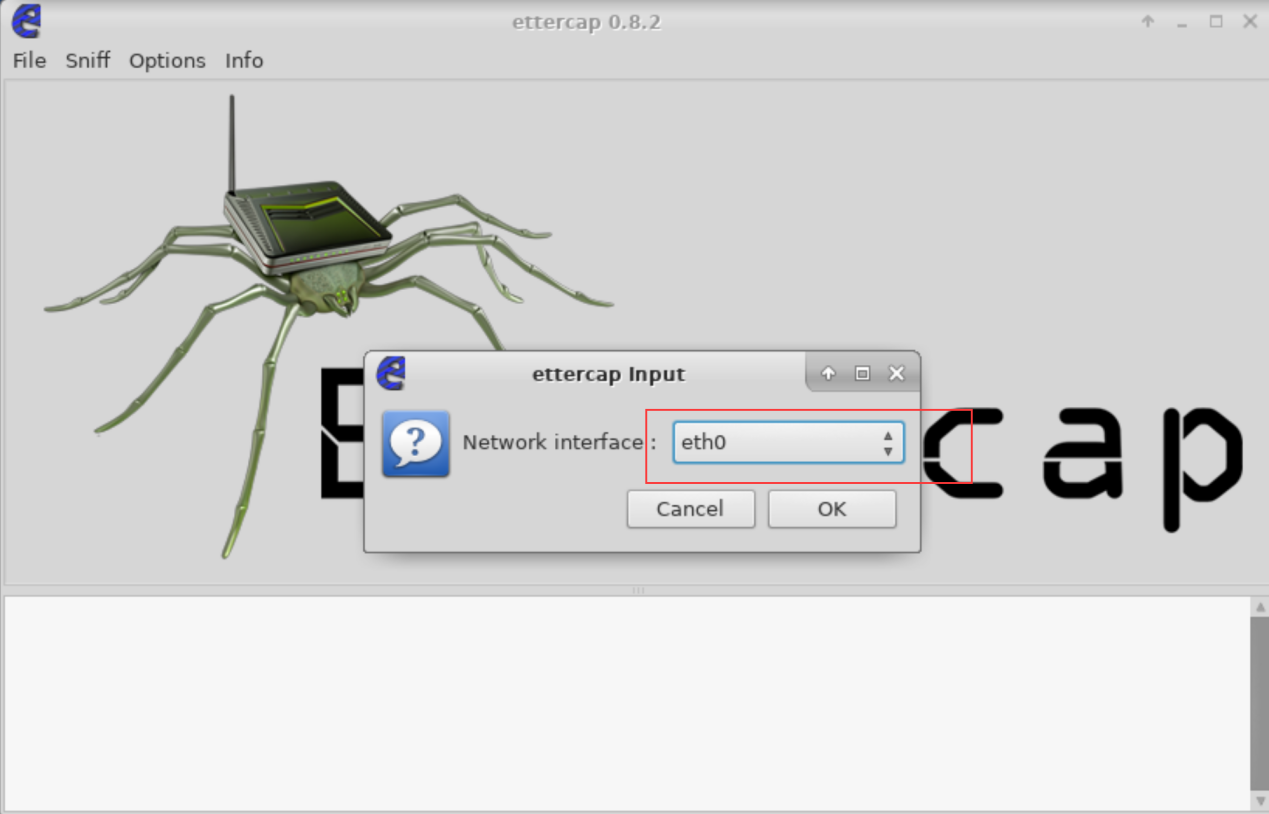 ettercap 0.8.2
File Sniff Options Info
ettercap Input
Network interface : eth0
Cancel OK
E cap